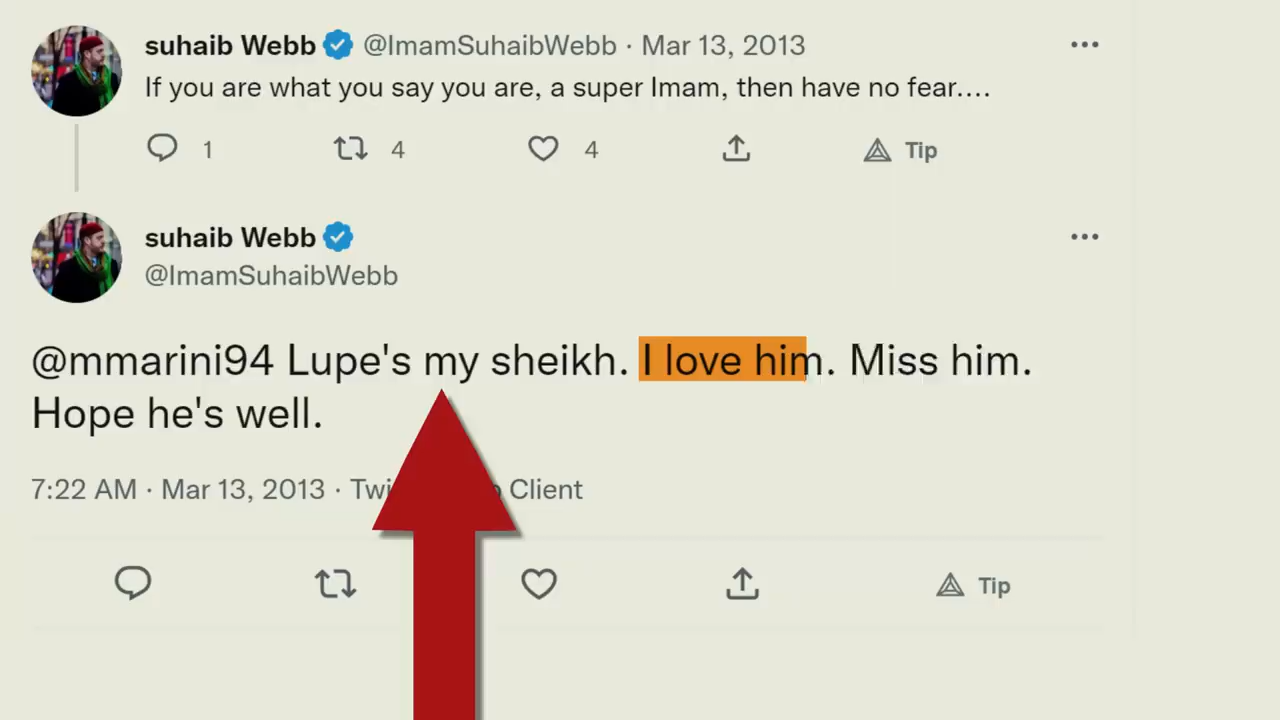 suhaib Webb @ImamSuhaibWebb · Mar 13, 2013
If you are what you say you are, a super Imam, then have no fear....
1 4 4 Tip
suhaib Webb
@ImamSuhaibWebb
@mmarini94 Lupe's my sheikh. I love him. Miss him.
Hope he's well.
7:22 AM · Mar 13, 2013 · Client
Tip